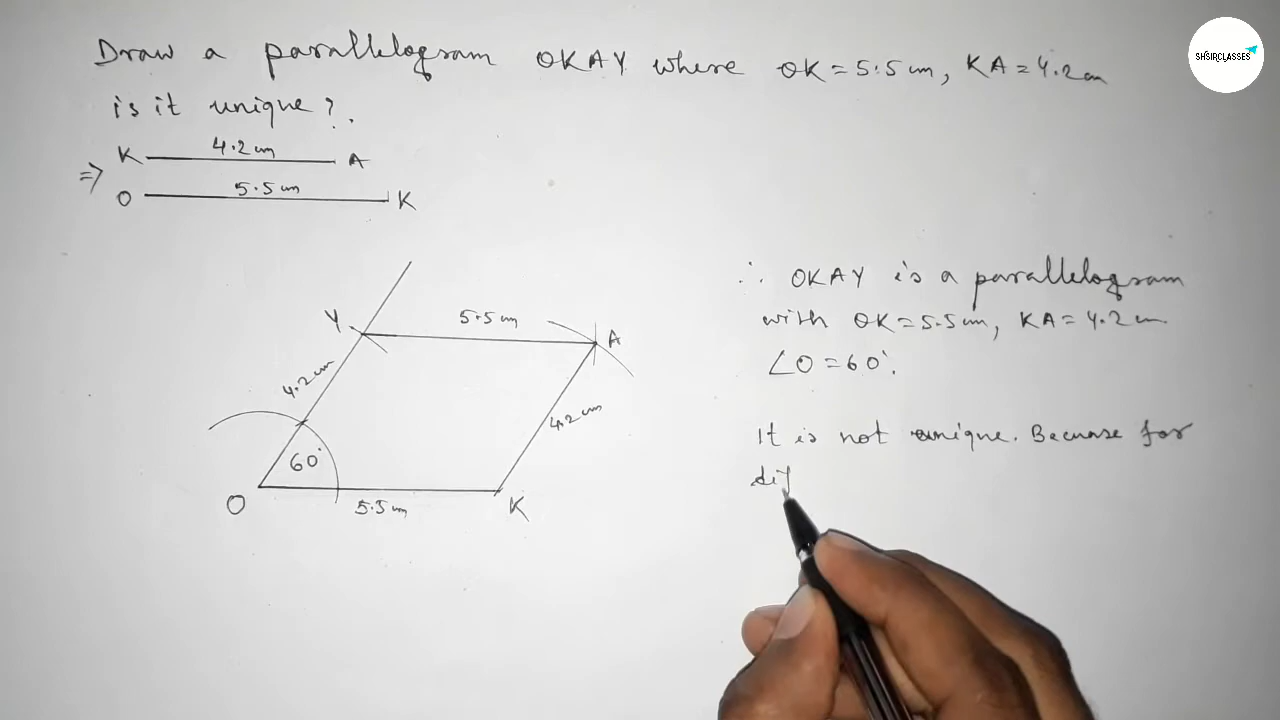 Draw a parallelogram OKAY where OK = 5.5 cm, KA = 4.2 cm
is it unique?.
K 4.2 cm A
⇒
O 5.5 cm K
SHSIRCLASSES
Y 5.5 cm A
4.2 cm
4.2 cm
60°
O 5.5 cm K
∴ OKAY is a parallelogram
with OK = 5.5 cm, KA = 4.2 cm
∠O = 60°.
It is not unique. Because for
dif